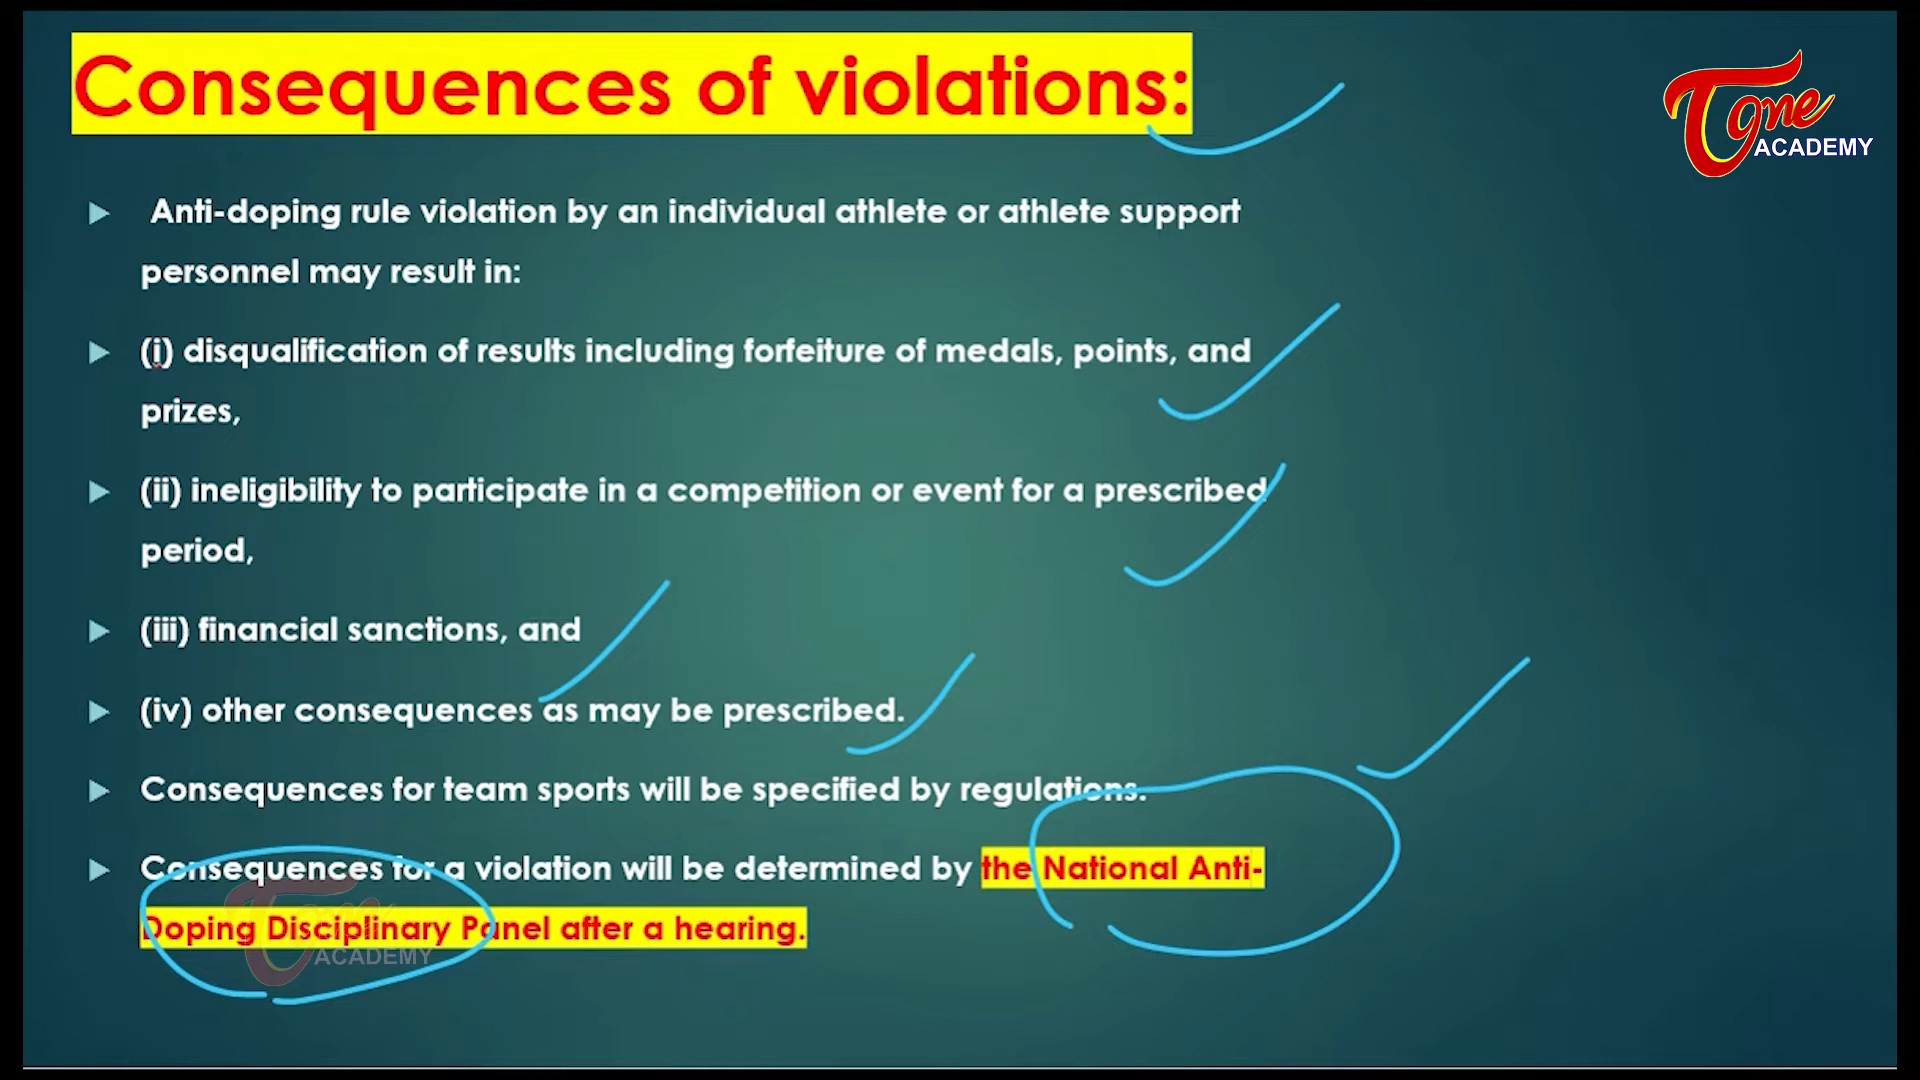 Consequences of violations:
Tone
ACADEMY
Anti-doping rule violation by an individual athlete or athlete support
personnel may result in:
(i) disqualification of results including forfeiture of medals, points, and
prizes,
(ii) ineligibility to participate in a competition or event for a prescribed
period,
(iii) financial sanctions, and
(iv) other consequences as may be prescribed.
Consequences for team sports will be specified by regulations.
Consequences for a violation will be determined by the National Anti-
Doping Disciplinary Panel after a hearing.
Tone
ACADEMY